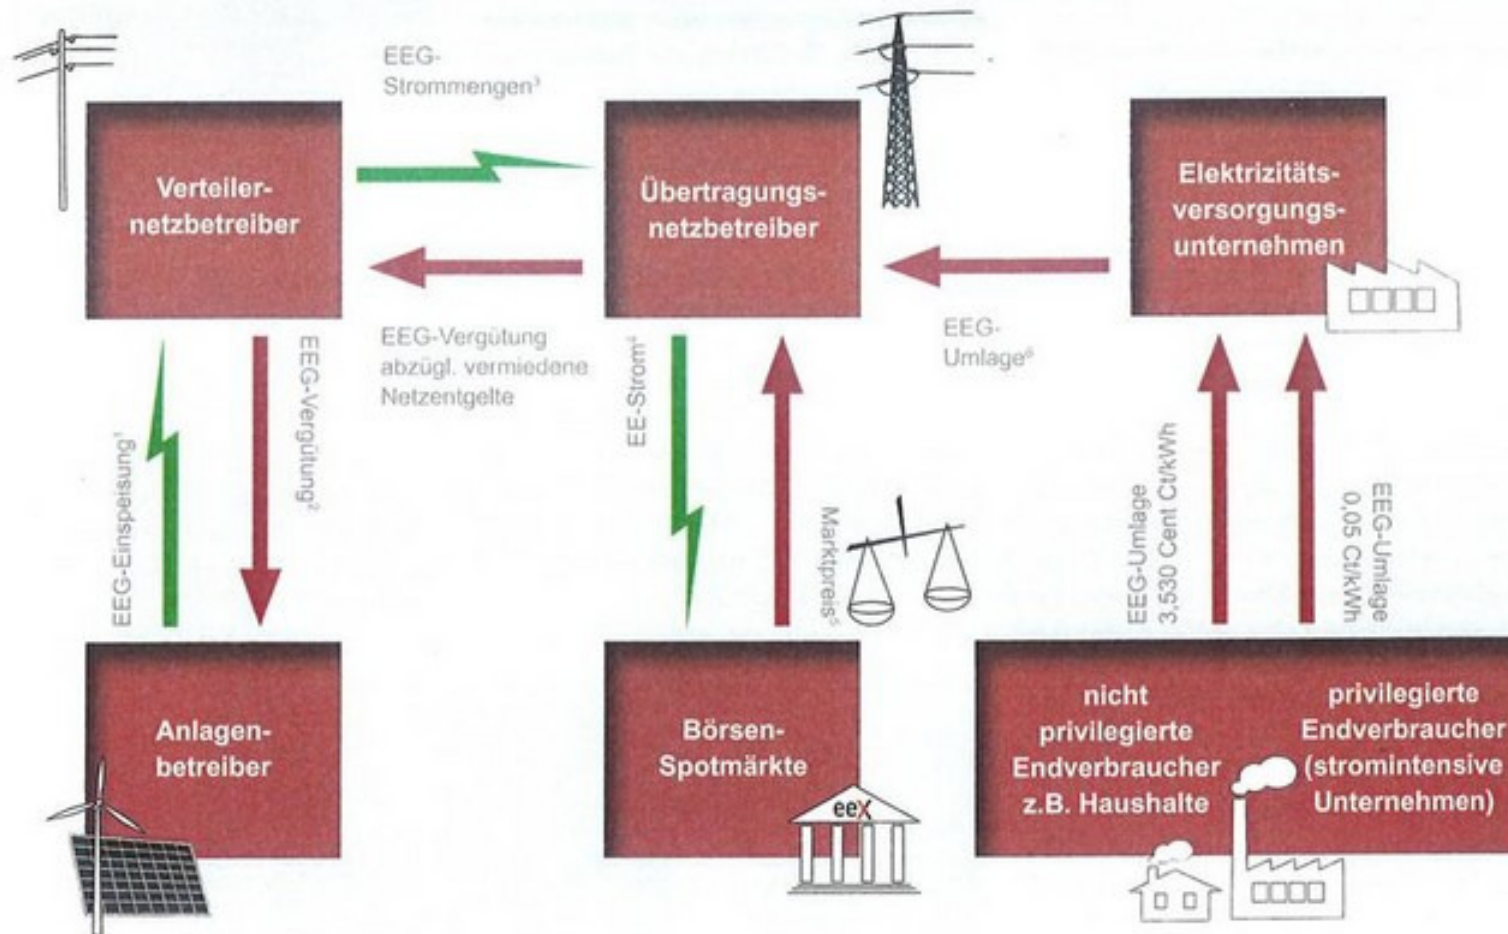 EEG-
Strommengen³
Verteiler-
netzbetreiber
Übertragungs-
netzbetreiber
Elektrizitäts-
versorgungs-
unternehmen
EEG-Vergütung
abzügl. vermiedene
Netzentgelte
EEG-
Umlage⁶
EEG-Einspeisung¹
EEG-Vergütung²
EE-Strom⁴
Marktpreis⁵
EEG-Umlage
3,530 Cent Ct/kWh
EEG-Umlage
0,05 Ct/kWh
Anlagen-
betreiber
Börsen-
Spotmärkte
eex
nicht
privilegierte
Endverbraucher
z.B. Haushalte
privilegierte
Endverbraucher
(stromintensive
Unternehmen)